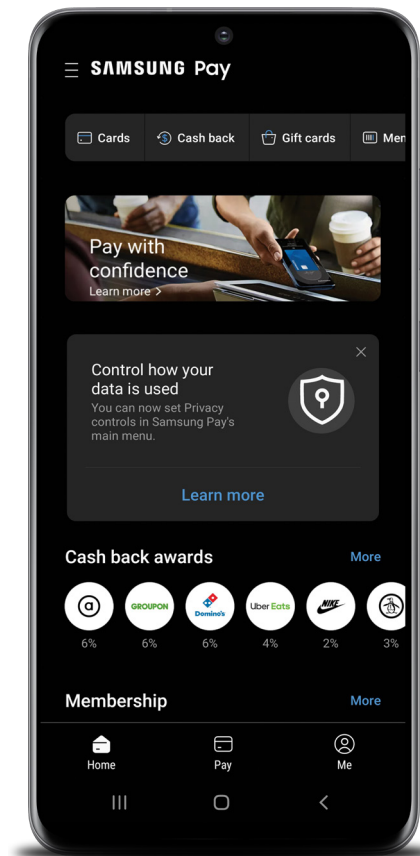 SAMSUNG Pay
Cards Cash back Gift cards Mem
Pay with
confidence
Learn more >
Control how your
data is used
You can now set Privacy
controls in Samsung Pay's
main menu.
Learn more
Cash back awards More
a GROUPON Domino's Uber Eats NIKE
6% 6% 6% 4% 2% 3%
Membership More
Home Pay Me